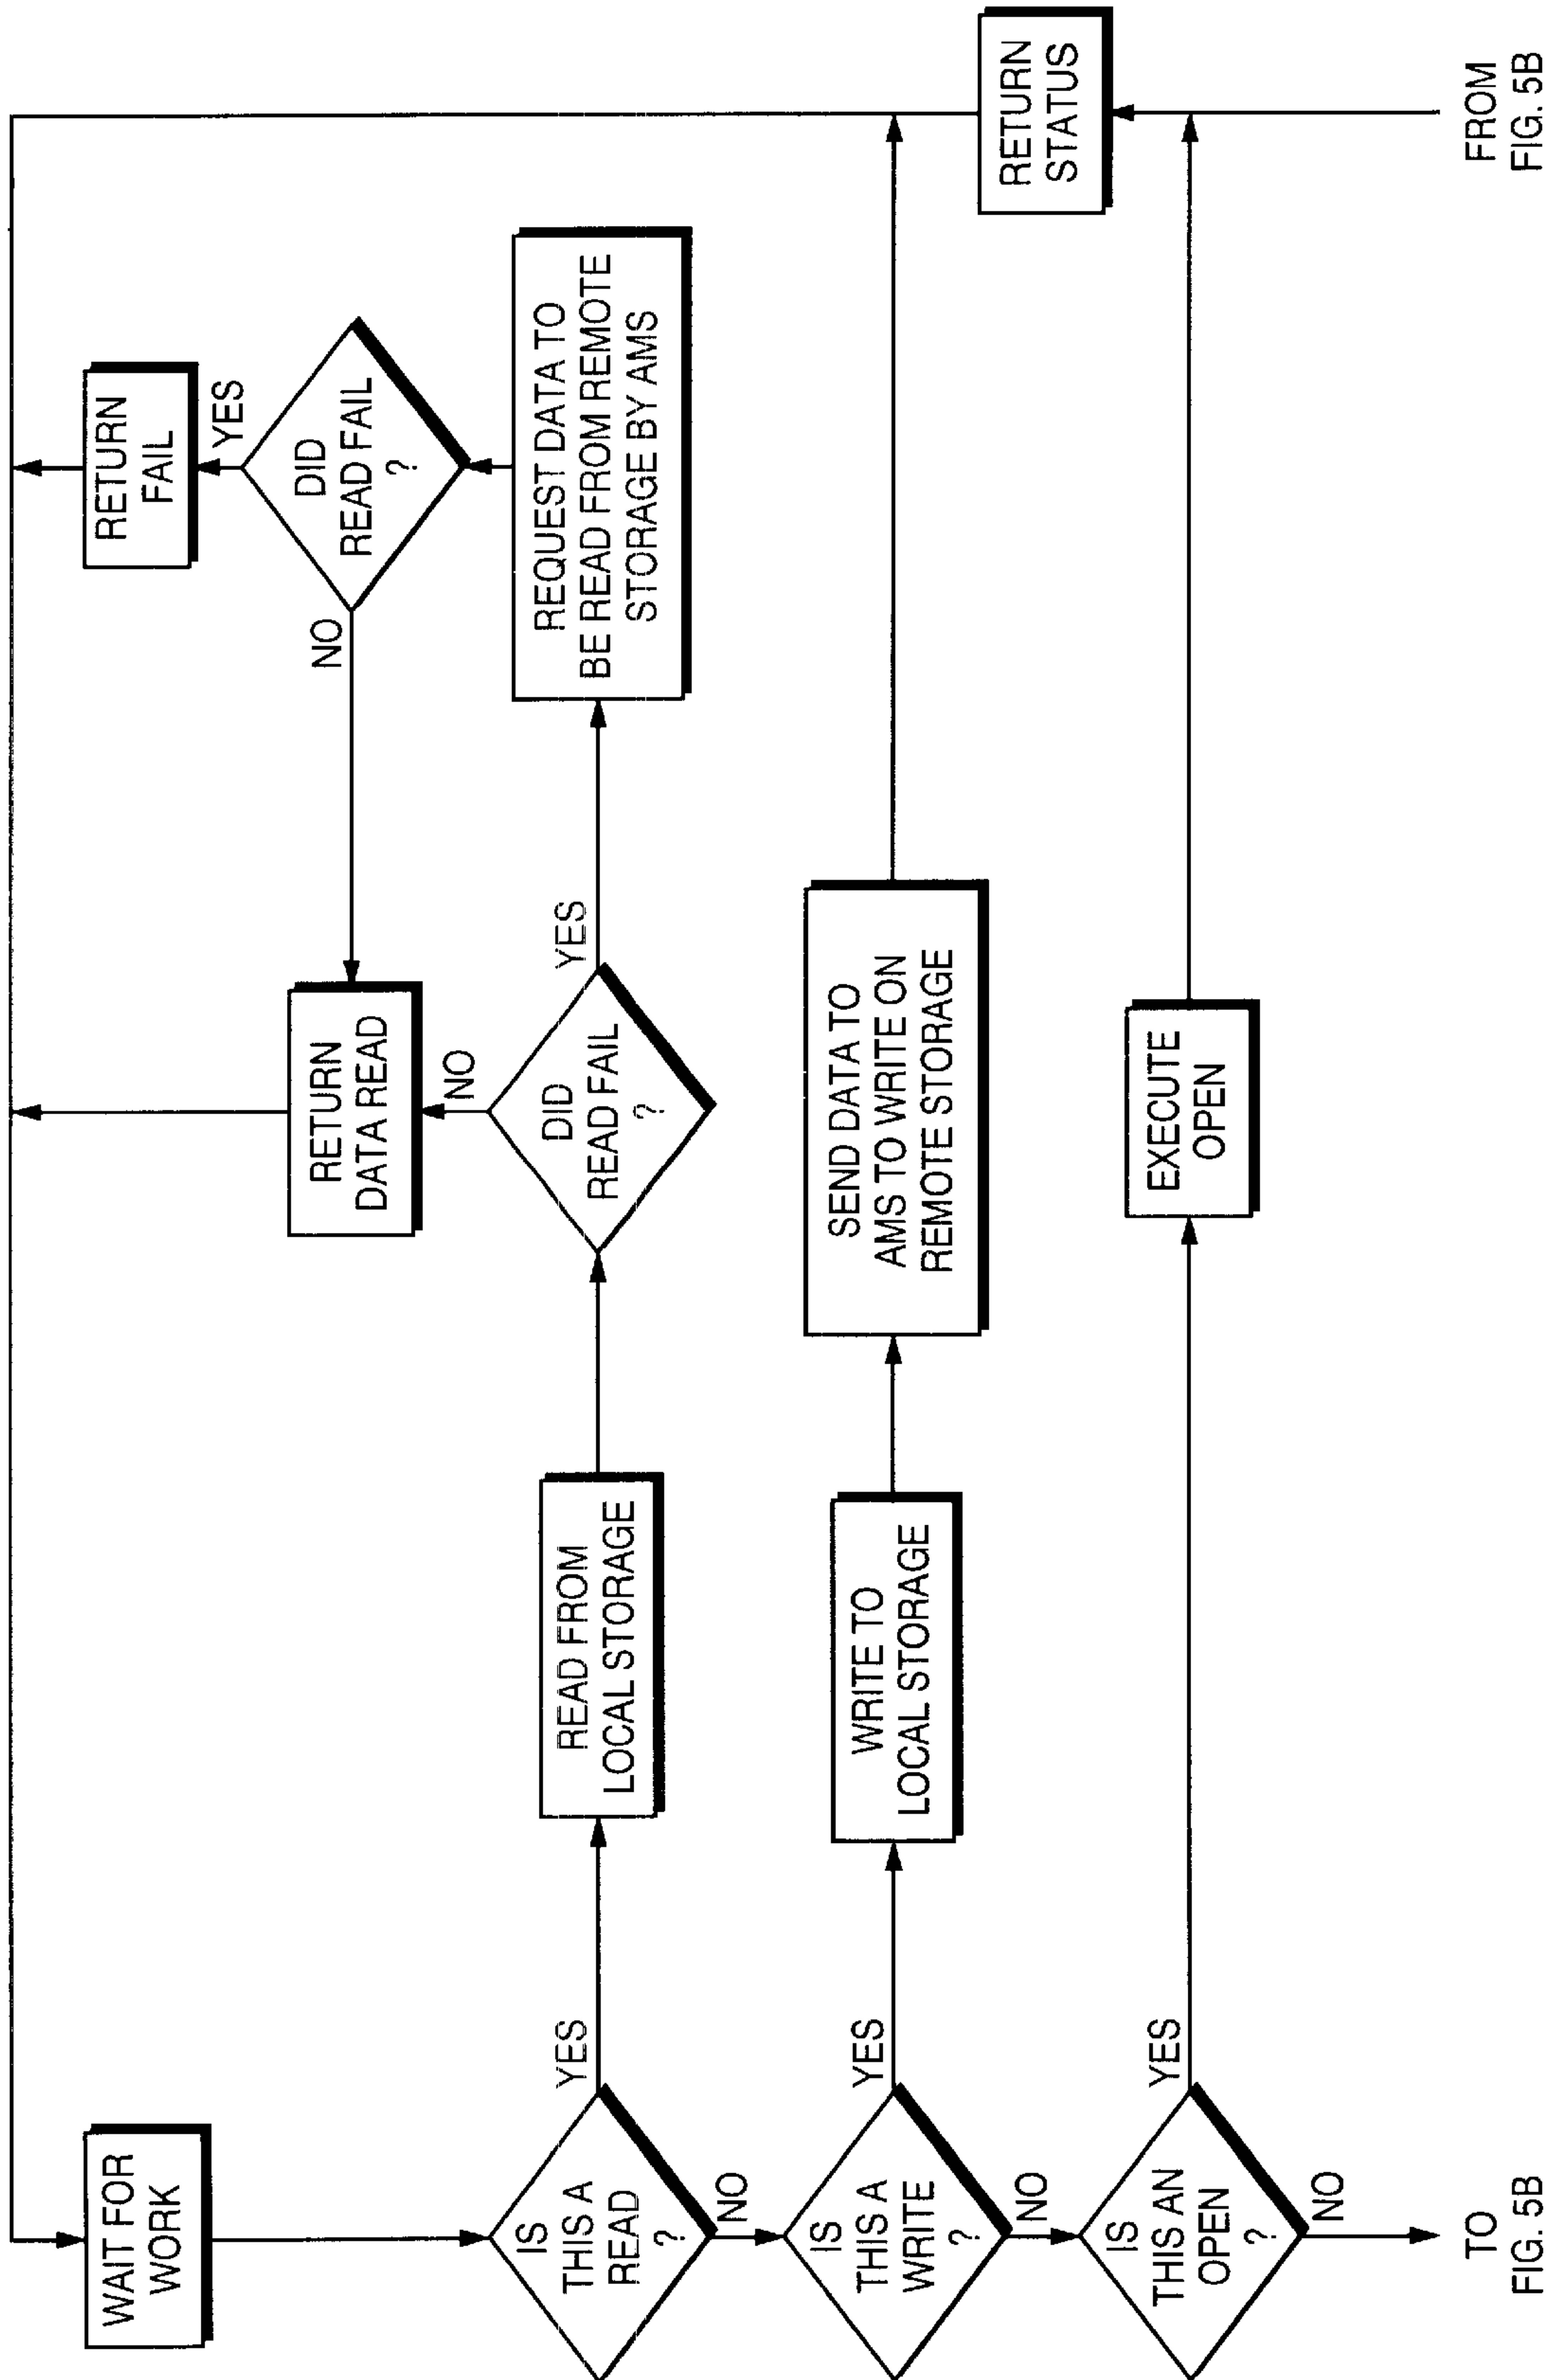 WAIT FOR
WORK
IS
THIS A
READ
?
YES
NO
READ FROM
LOCAL STORAGE
DID
READ FAIL
?
YES
NO
RETURN
DATA READ
REQUEST DATA TO
BE READ FROM REMOTE
STORAGE BY AMS
DID
READ FAIL
?
NO
YES
RETURN
FAIL
IS
THIS A
WRITE
?
YES
NO
WRITE TO
LOCAL STORAGE
SEND DATA TO
AMS TO WRITE ON
REMOTE STORAGE
IS
THIS AN
OPEN
?
YES
NO
EXECUTE
OPEN
RETURN
STATUS
TO
FIG. 5B
FROM
FIG. 5B